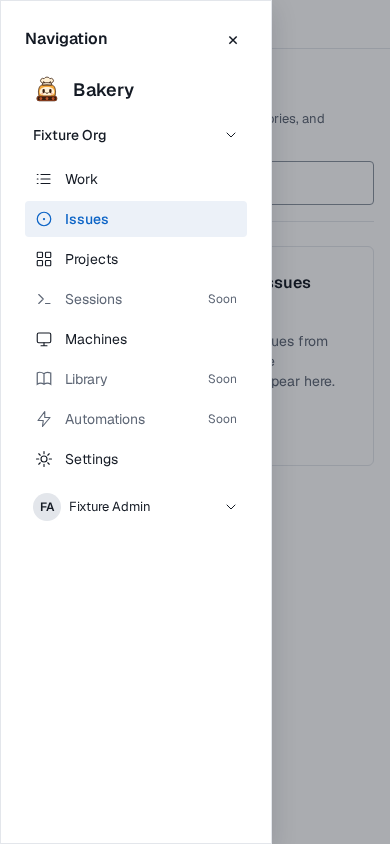 Navigation
Bakery
Fixture Org
Work
Issues
Projects
Sessions Soon
Machines
Library Soon
Automations Soon
Settings
FA Fixture Admin
ories, and
ssues
ues from
e
pear here.